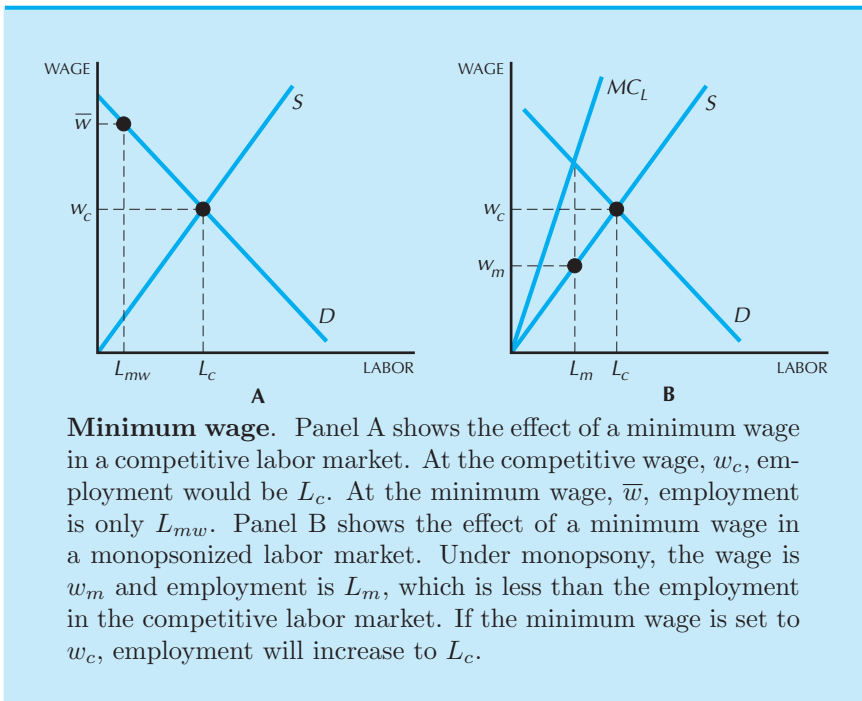 WAGE
S
w̅
w_c
D
L_mw
L_c
LABOR
A
WAGE
MC_L
S
w_c
w_m
D
L_m
L_c
LABOR
B
Minimum wage. Panel A shows the effect of a minimum wage
in a competitive labor market. At the competitive wage, w_c, em-
ployment would be L_c. At the minimum wage, w̅, employment
is only L_mw. Panel B shows the effect of a minimum wage in
a monopsonized labor market. Under monopsony, the wage is
w_m and employment is L_m, which is less than the employment
in the competitive labor market. If the minimum wage is set to
w_c, employment will increase to L_c.